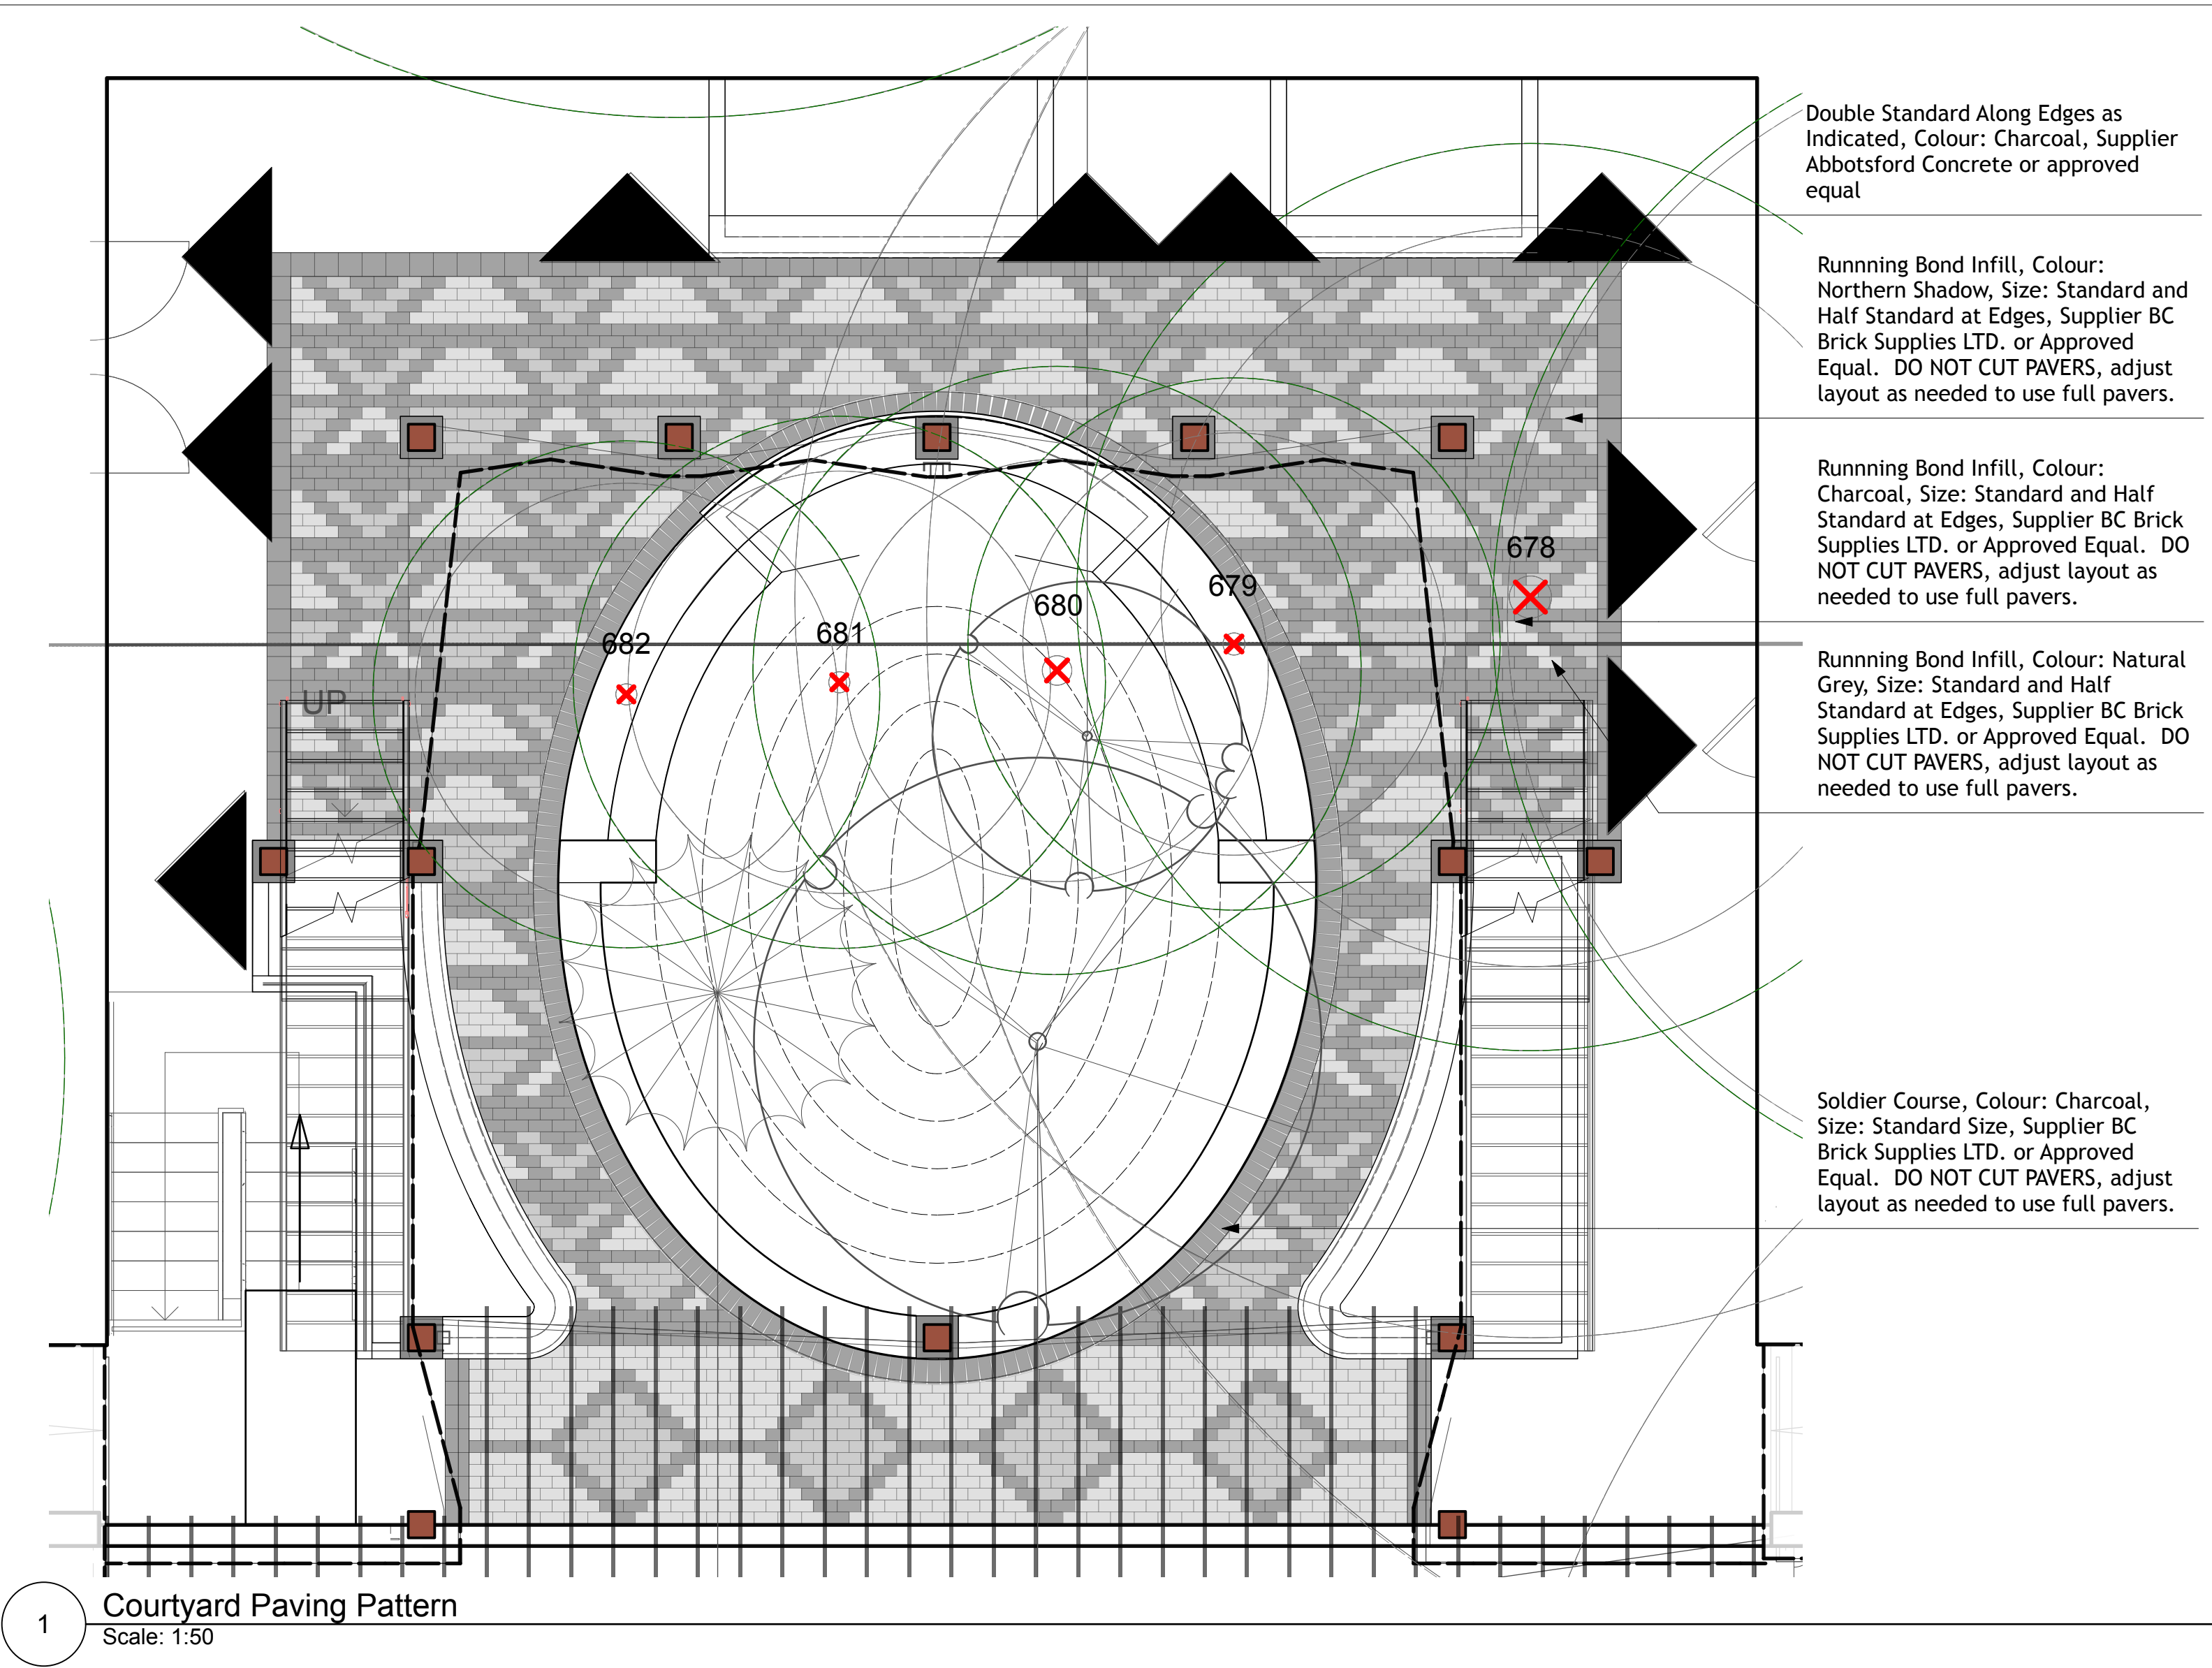 Double Standard Along Edges as
Indicated, Colour: Charcoal, Supplier
Abbotsford Concrete or approved
equal
Runnning Bond Infill, Colour:
Northern Shadow, Size: Standard and
Half Standard at Edges, Supplier BC
Brick Supplies LTD. or Approved
Equal.  DO NOT CUT PAVERS, adjust
layout as needed to use full pavers.
Runnning Bond Infill, Colour:
Charcoal, Size: Standard and Half
Standard at Edges, Supplier BC Brick
Supplies LTD. or Approved Equal.  DO
NOT CUT PAVERS, adjust layout as
needed to use full pavers.
678
679
680
681
682
Runnning Bond Infill, Colour: Natural
Grey, Size: Standard and Half
Standard at Edges, Supplier BC Brick
Supplies LTD. or Approved Equal.  DO
NOT CUT PAVERS, adjust layout as
needed to use full pavers.
UP
Soldier Course, Colour: Charcoal,
Size: Standard Size, Supplier BC
Brick Supplies LTD. or Approved
Equal.  DO NOT CUT PAVERS, adjust
layout as needed to use full pavers.
1
Courtyard Paving Pattern
Scale: 1:50